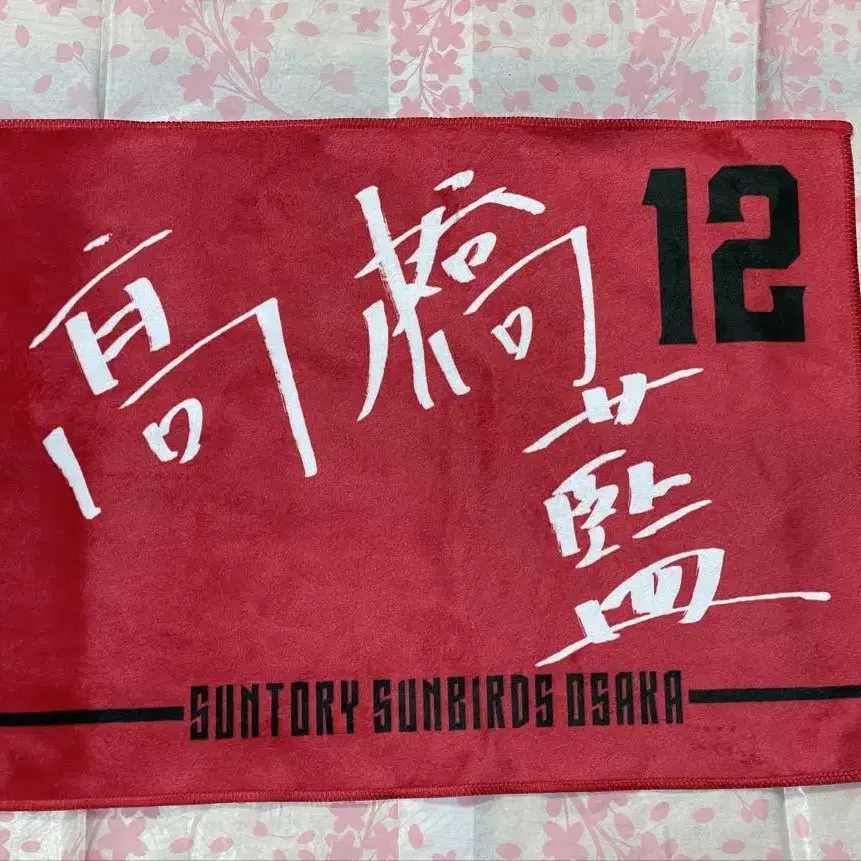 高橋
藍
12
SUNTORY SUNBIRDS OSAKA